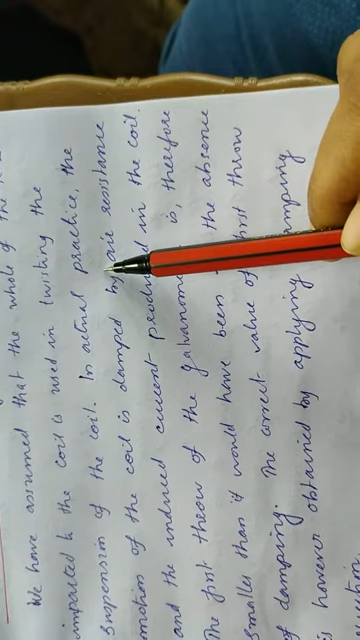 We have assumed that the whole of the
imparted to the coil is used in twisting the
suspension of the coil. In actual practice, the
motion of the coil is damped by air resistance
and the induced current produced in the coil.
The first throw of the is, therefore
smaller than it would have been the absence
of damping. The correct value of first throw
is however obtained by applying